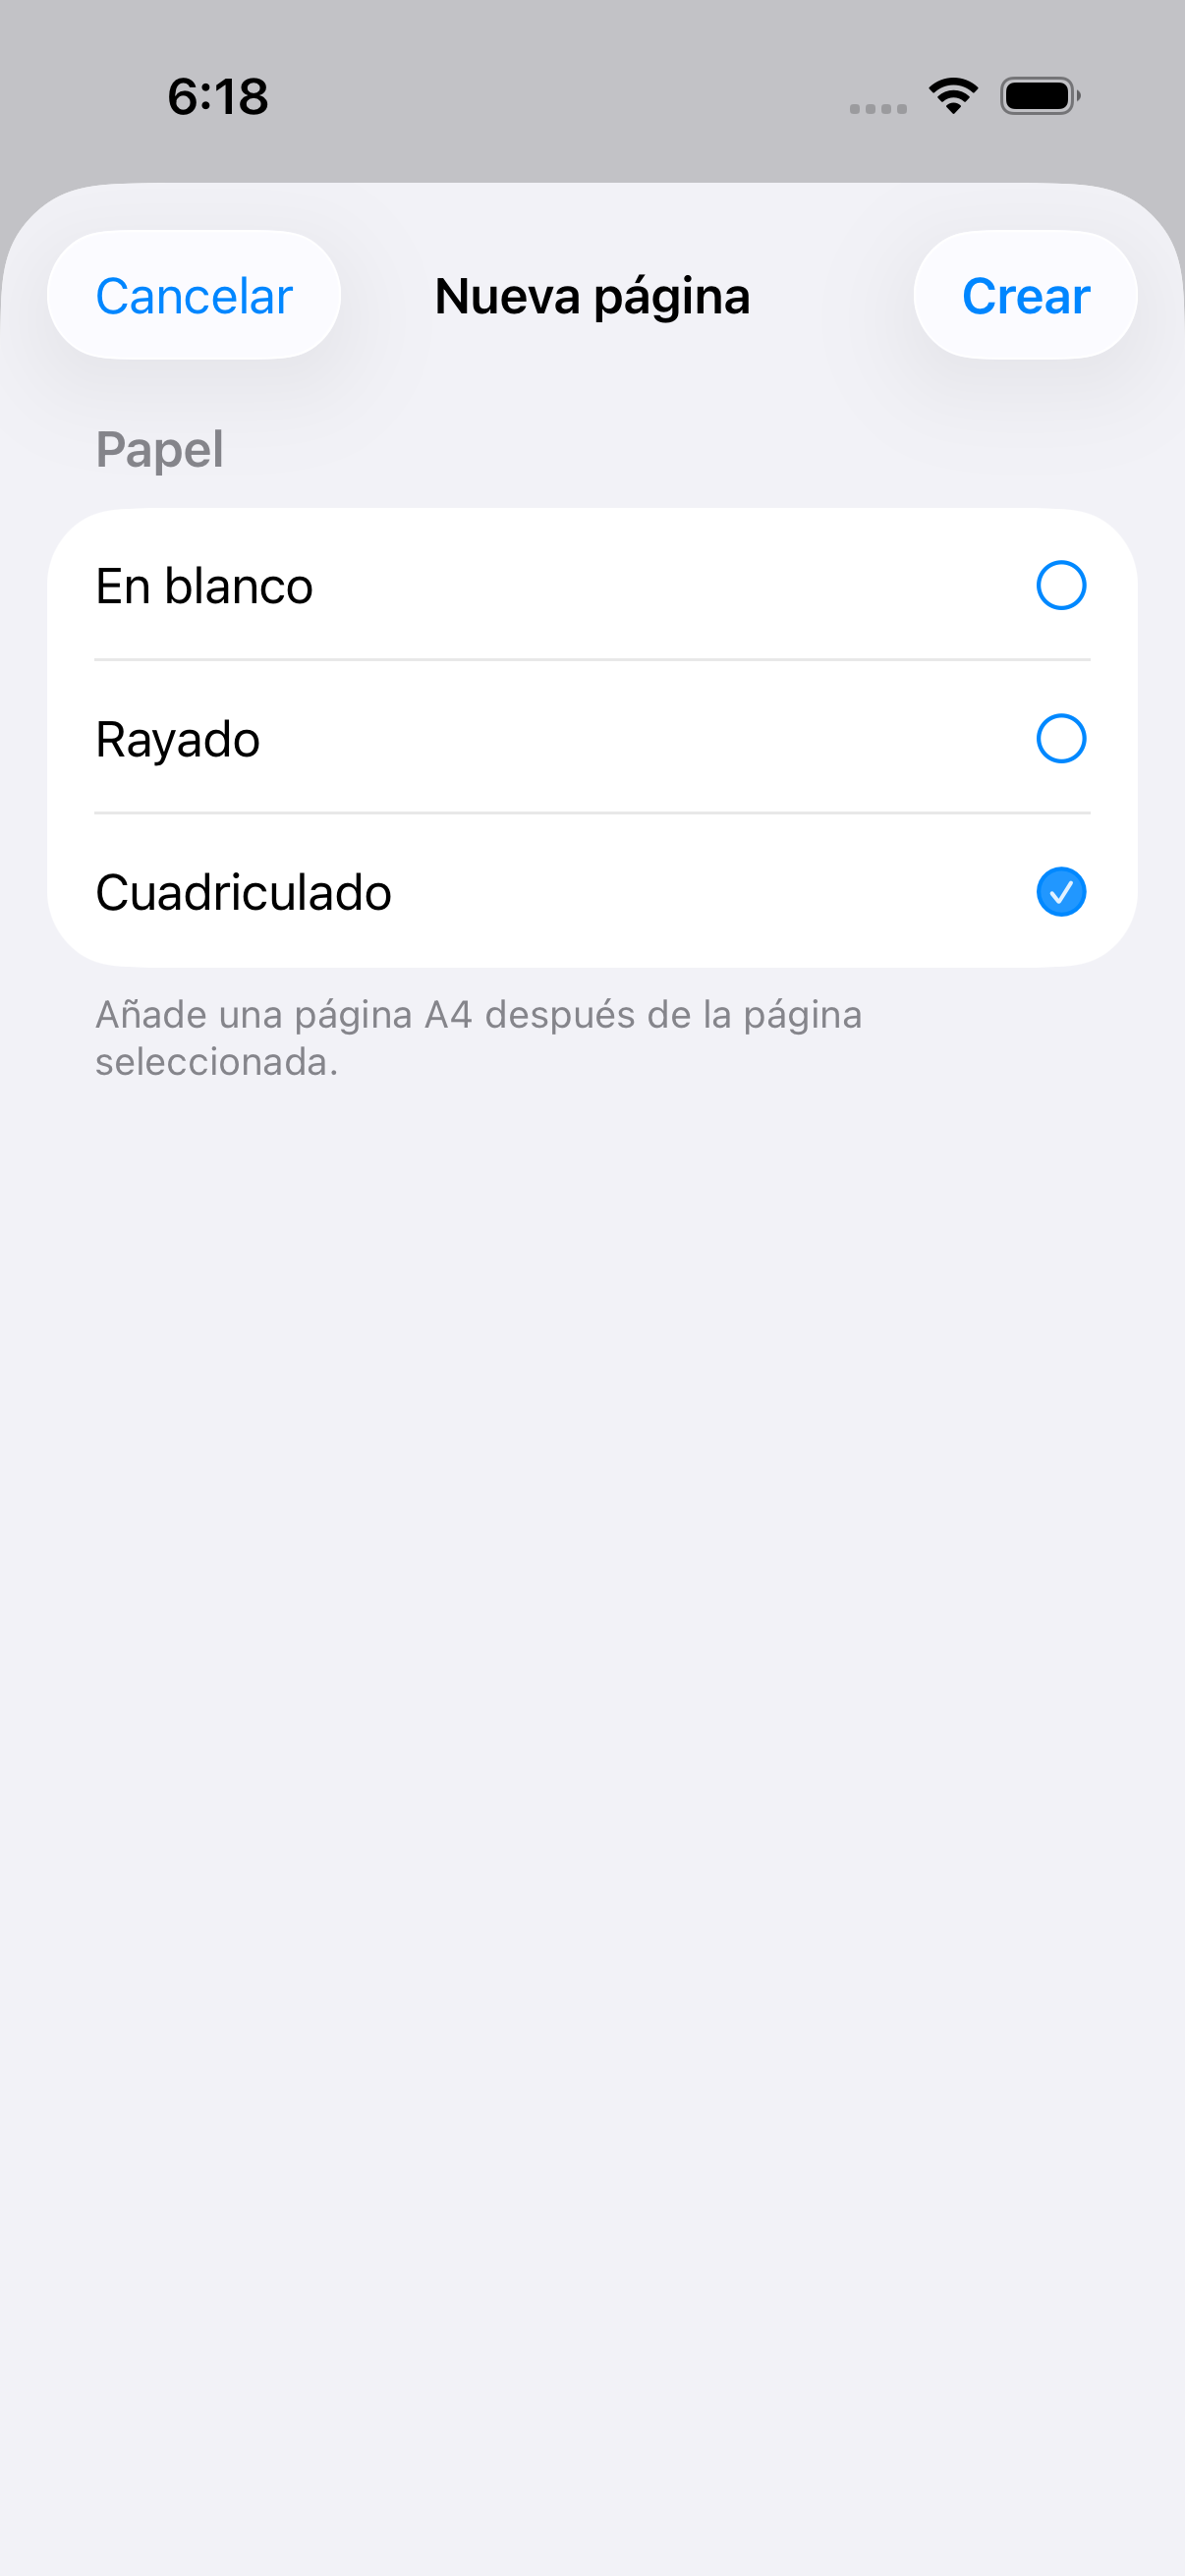 6:18
Cancelar
Nueva página
Crear
Papel
En blanco
Rayado
Cuadriculado
Añade una página A4 después de la página
seleccionada.